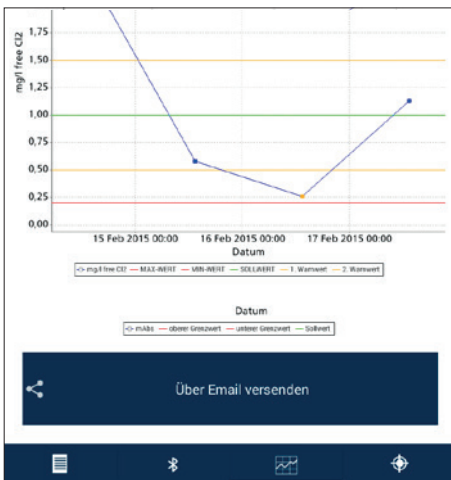 1,75
1,50
1,25
1,00
0,75
0,50
0,25
0,00
mg/l free Cl2
15 Feb 2015 00:00 16 Feb 2015 00:00 17 Feb 2015 00:00
Datum
mg/l free Cl2 MAX-WERT MIN-WERT SOLLWERT 1. Warnwert 2. Warnwert
Datum
mAbs oberer Grenzwert unterer Grenzwert Sollwert
Über Email versenden